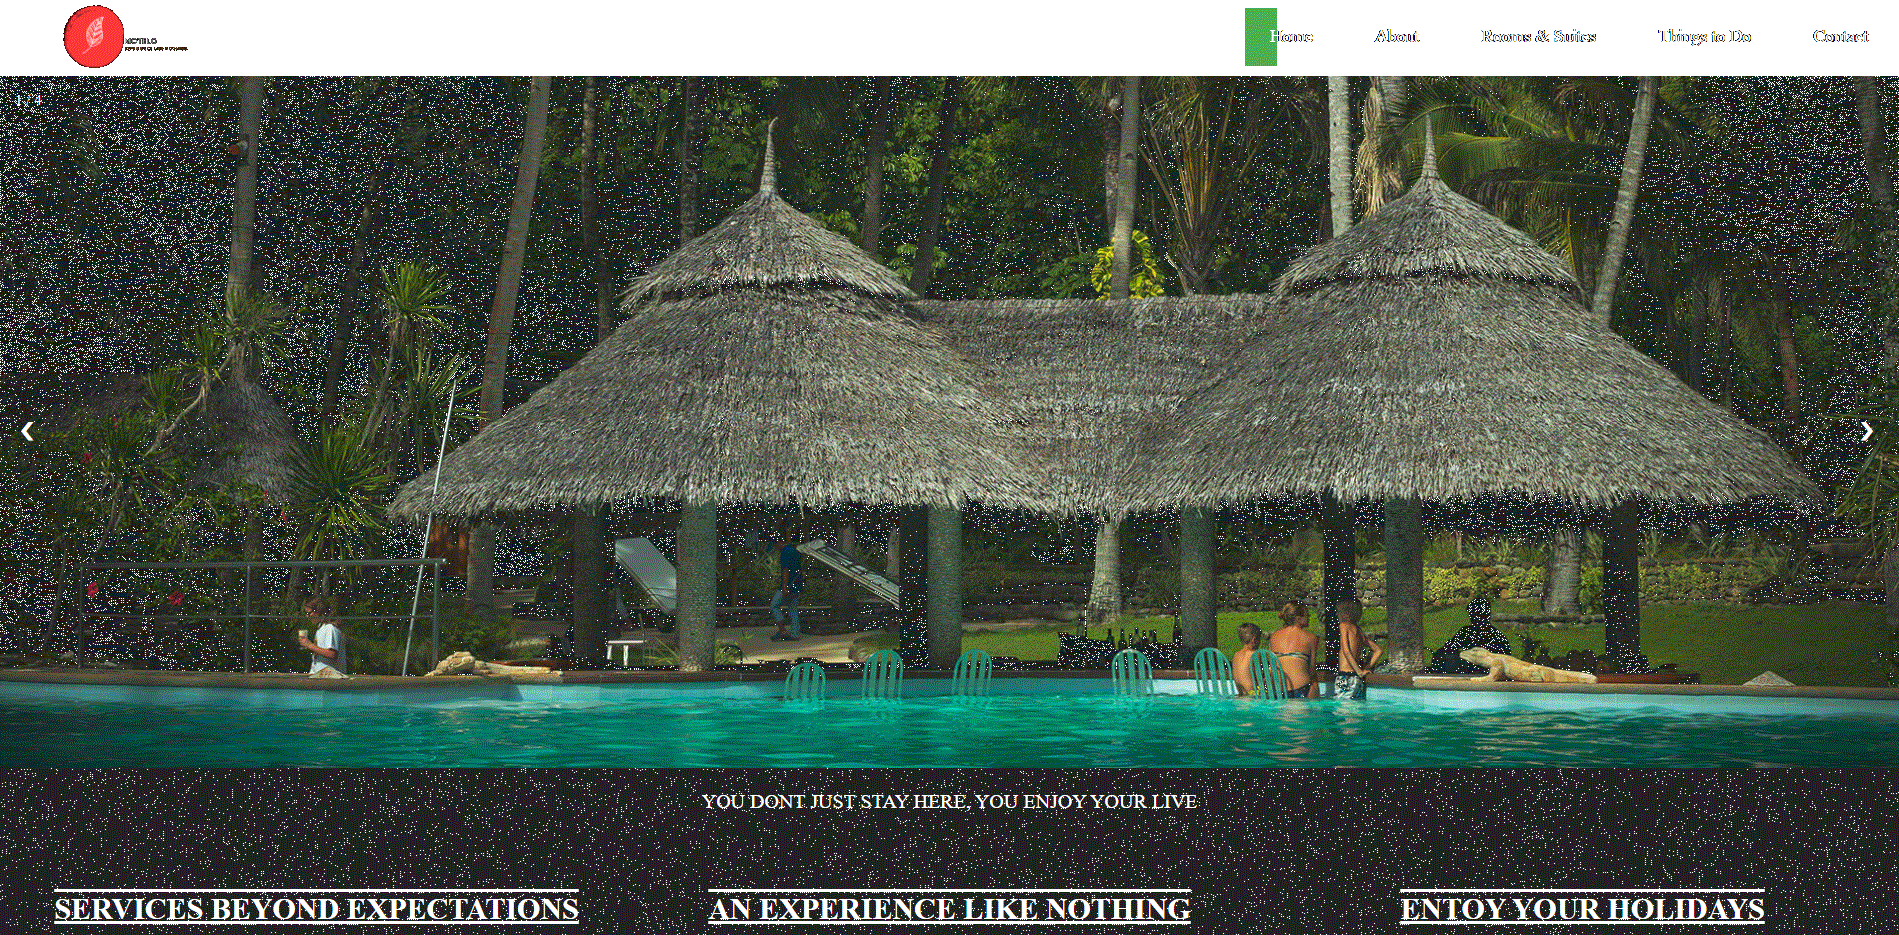 Home
About
Rooms & Suites
Things to Do
Contact
1 / 4
YOU DONT JUST STAY HERE, YOU ENJOY YOUR LIVE
SERVICES BEYOND EXPECTATIONS
AN EXPERIENCE LIKE NOTHING
ENTOY YOUR HOLIDAYS